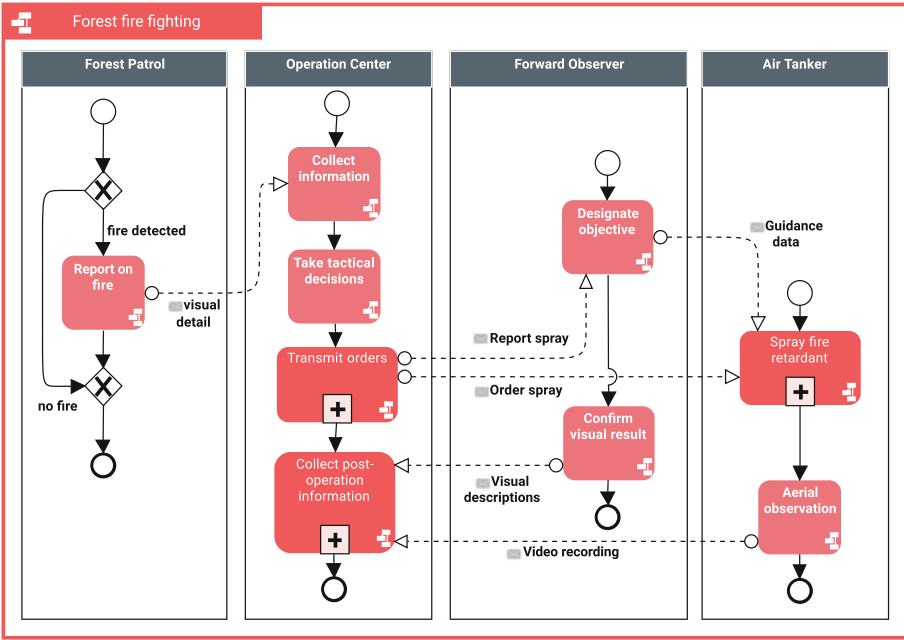 Forest fire fighting
Forest Patrol
Operation Center
Forward Observer
Air Tanker
fire detected
Report on
fire
visual
detail
no fire
Collect
information
Take tactical
decisions
Transmit orders
Collect post-
operation
information
Report spray
Order spray
Visual
descriptions
Video recording
Designate
objective
Confirm
visual result
Guidance
data
Spray fire
retardant
Aerial
observation